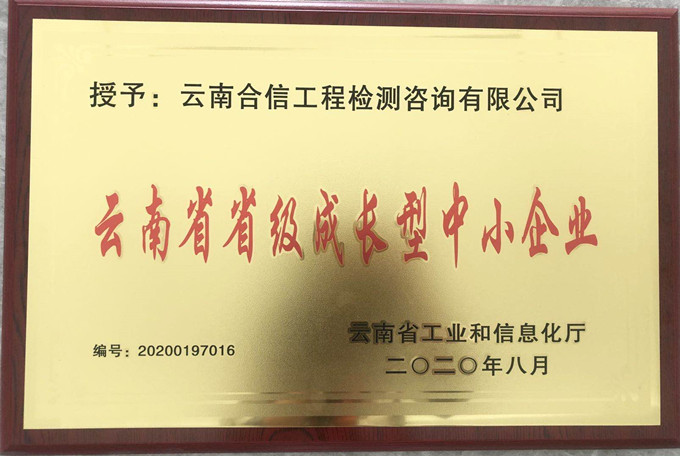 授予：云南合信工程检测咨询有限公司
云南省省级成长型中小企业
编号：20200197016
云南省工业和信息化厅
二〇二〇年八月